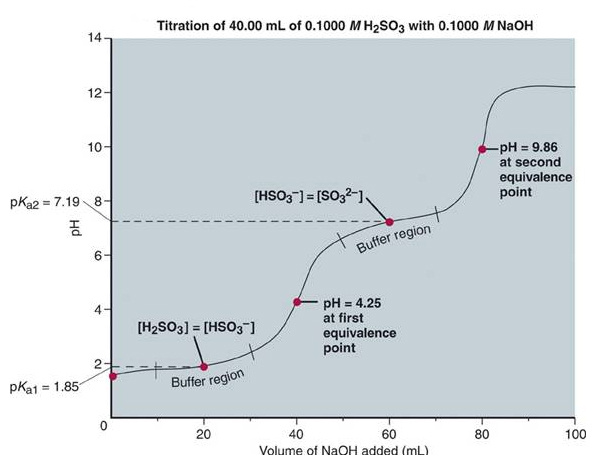 Titration of 40.00 mL of 0.1000 M H₂SO₃ with 0.1000 M NaOH
14
12
10
pH = 9.86
at second
equivalence
point
[HSO₃⁻] = [SO₃²⁻]
pKa2 = 7.19
8
pH
Buffer region
6
4
pH = 4.25
at first
equivalence
point
[H₂SO₃] = [HSO₃⁻]
2
Buffer region
pKa1 = 1.85
0
20
40
60
80
100
Volume of NaOH added (mL)